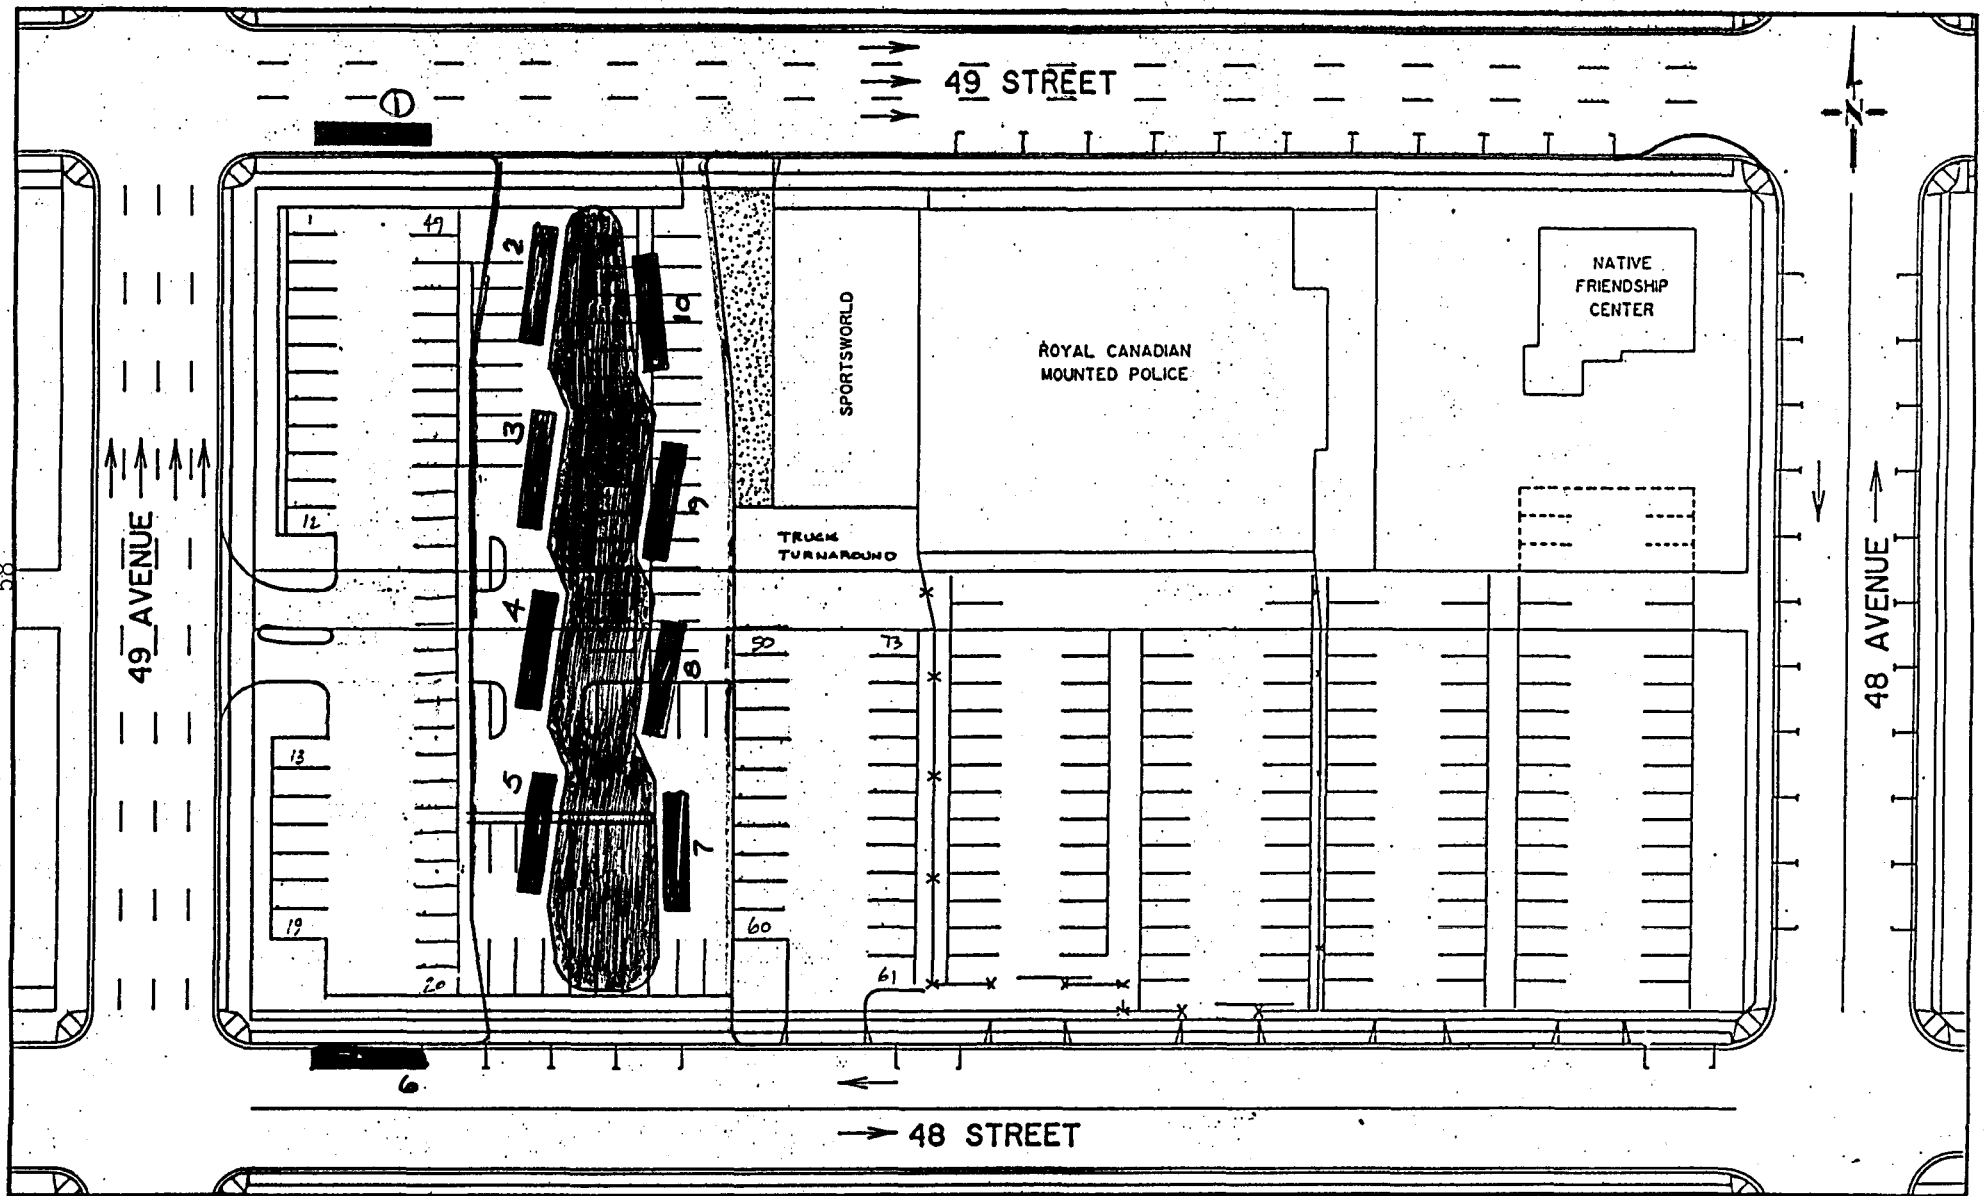 49 STREET
1
N
1
49
2
10
NATIVE
FRIENDSHIP
CENTER
SPORTSWORLD
ROYAL CANADIAN
MOUNTED POLICE
3
9
12
TRUCK
TURNAROUND
49 AVENUE
48 AVENUE
58
4
50
73
8
13
5
7
19
60
20
61
6
48 STREET